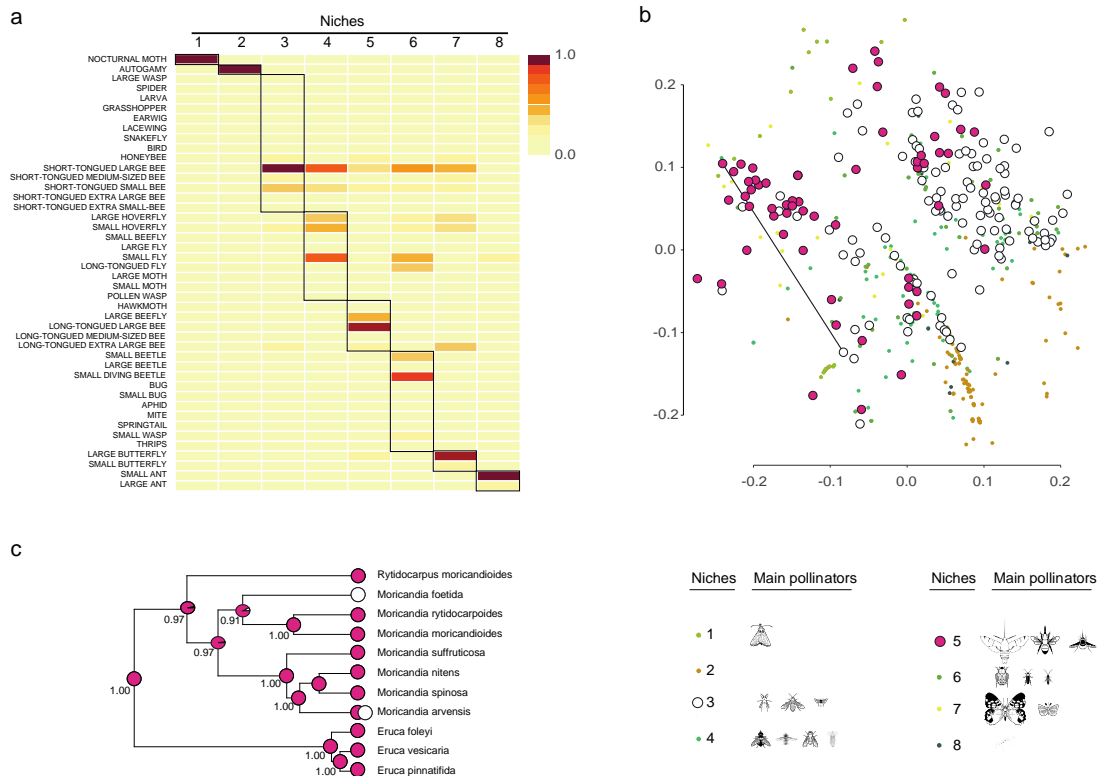 a
Niches
1 2 3 4 5 6 7 8
NOCTURNAL MOTH
AUTOGAMY
LARGE WASP
SPIDER
LARVA
GRASSHOPPER
EARWIG
LACEWING
SNAKEFLY
BIRD
HONEYBEE
SHORT-TONGUED LARGE BEE
SHORT-TONGUED MEDIUM-SIZED BEE
SHORT-TONGUED SMALL BEE
SHORT-TONGUED EXTRA LARGE BEE
SHORT-TONGUED EXTRA SMALL-BEE
LARGE HOVERFLY
SMALL HOVERFLY
SMALL BEEFLY
LARGE FLY
SMALL FLY
LONG-TONGUED FLY
LARGE MOTH
SMALL MOTH
POLLEN WASP
HAWKMOTH
LARGE BEEFLY
LONG-TONGUED LARGE BEE
LONG-TONGUED MEDIUM-SIZED BEE
LONG-TONGUED EXTRA LARGE BEE
SMALL BEETLE
LARGE BEETLE
SMALL DIVING BEETLE
BUG
SMALL BUG
APHID
MITE
SPRINGTAIL
SMALL WASP
THRIPS
LARGE BUTTERFLY
SMALL BUTTERFLY
SMALL ANT
LARGE ANT
1.0
0.0
b
0.2
0.1
0.0
-0.1
-0.2
-0.2 -0.1 0.0 0.1 0.2
c
Rytidocarpus moricandioides
Moricandia foetida
Moricandia rytidocarpoides
Moricandia moricandioides
Moricandia suffruticosa
Moricandia nitens
Moricandia spinosa
Moricandia arvensis
Eruca foleyi
Eruca vesicaria
Eruca pinnatifida
0.97
0.91
1.00
0.97
1.00
1.00
1.00
1.00
1.00
Niches Main pollinators
1
2
3
4
Niches Main pollinators
5
6
7
8